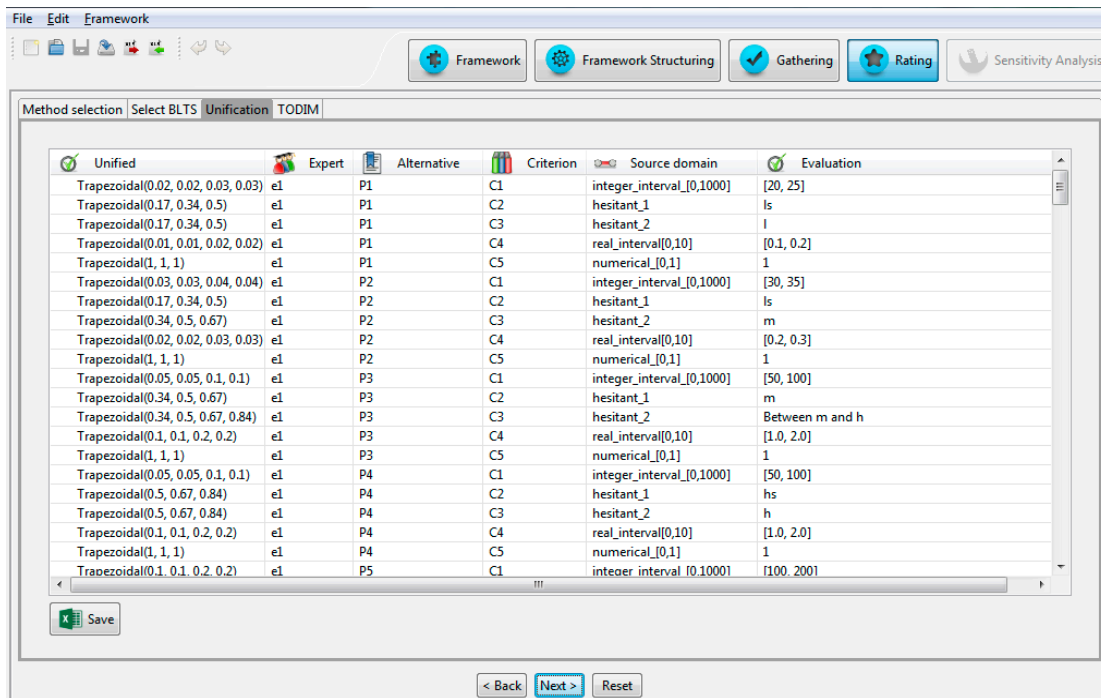 File Edit Framework
Framework Framework Structuring Gathering Rating Sensitivity Analysis
Method selection Select BLTS Unification TODIM
Unified Expert Alternative Criterion Source domain Evaluation
Trapezoidal(0.02, 0.02, 0.03, 0.03) e1 P1 C1 integer_interval_[0,1000] [20, 25]
Trapezoidal(0.17, 0.34, 0.5) e1 P1 C2 hesitant_1 ls
Trapezoidal(0.17, 0.34, 0.5) e1 P1 C3 hesitant_2 l
Trapezoidal(0.01, 0.01, 0.02, 0.02) e1 P1 C4 real_interval[0,10] [0.1, 0.2]
Trapezoidal(1, 1, 1) e1 P1 C5 numerical_[0,1] 1
Trapezoidal(0.03, 0.03, 0.04, 0.04) e1 P2 C1 integer_interval_[0,1000] [30, 35]
Trapezoidal(0.17, 0.34, 0.5) e1 P2 C2 hesitant_1 ls
Trapezoidal(0.34, 0.5, 0.67) e1 P2 C3 hesitant_2 m
Trapezoidal(0.02, 0.02, 0.03, 0.03) e1 P2 C4 real_interval[0,10] [0.2, 0.3]
Trapezoidal(1, 1, 1) e1 P2 C5 numerical_[0,1] 1
Trapezoidal(0.05, 0.05, 0.1, 0.1) e1 P3 C1 integer_interval_[0,1000] [50, 100]
Trapezoidal(0.34, 0.5, 0.67) e1 P3 C2 hesitant_1 m
Trapezoidal(0.34, 0.5, 0.67, 0.84) e1 P3 C3 hesitant_2 Between m and h
Trapezoidal(0.1, 0.1, 0.2, 0.2) e1 P3 C4 real_interval[0,10] [1.0, 2.0]
Trapezoidal(1, 1, 1) e1 P3 C5 numerical_[0,1] 1
Trapezoidal(0.05, 0.05, 0.1, 0.1) e1 P4 C1 integer_interval_[0,1000] [50, 100]
Trapezoidal(0.5, 0.67, 0.84) e1 P4 C2 hesitant_1 hs
Trapezoidal(0.5, 0.67, 0.84) e1 P4 C3 hesitant_2 h
Trapezoidal(0.1, 0.1, 0.2, 0.2) e1 P4 C4 real_interval[0,10] [1.0, 2.0]
Trapezoidal(1, 1, 1) e1 P4 C5 numerical_[0,1] 1
Trapezoidal(0.1, 0.1, 0.2, 0.2) e1 P5 C1 integer_interval_[0,1000] [100, 200]
Save
< Back Next > Reset